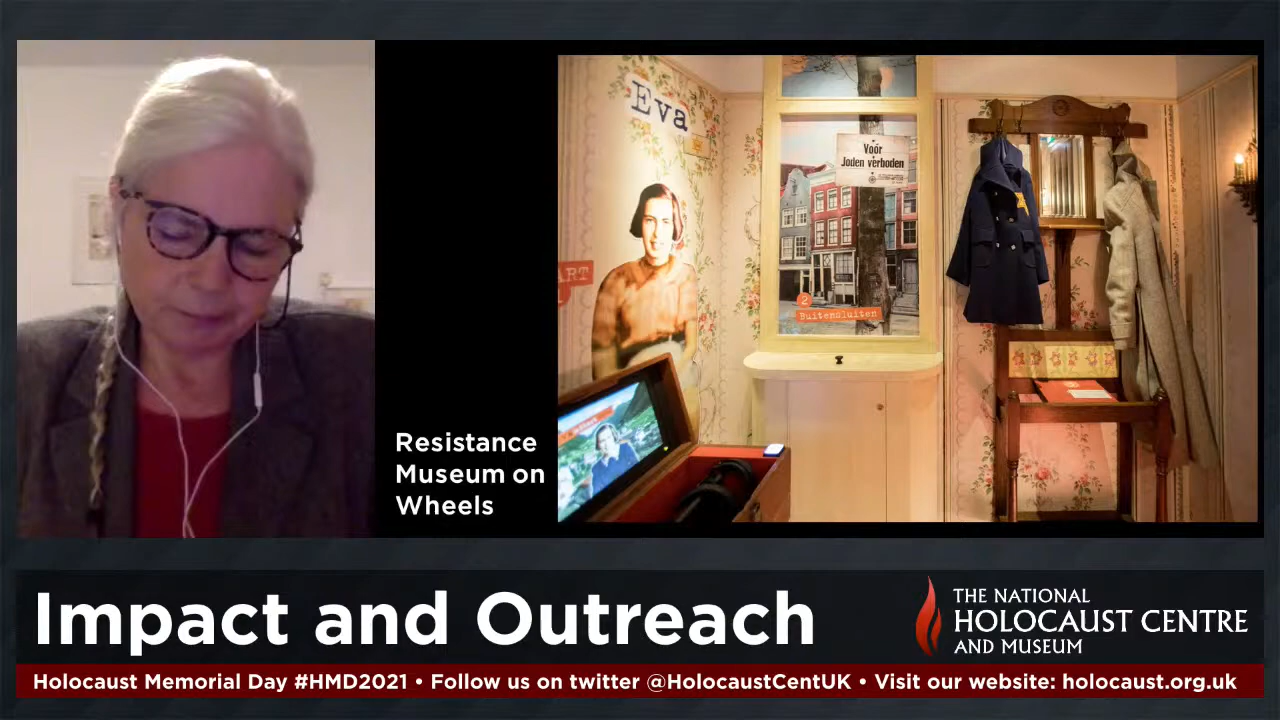 Eva
ART
Voor
Joden verboden
2
Buitensluiten
Resistance
Museum on
Wheels
Impact and Outreach
THE NATIONAL
HOLOCAUST CENTRE
AND MUSEUM
Holocaust Memorial Day #HMD2021 • Follow us on twitter @HolocaustCentUK • Visit our website: holocaust.org.uk